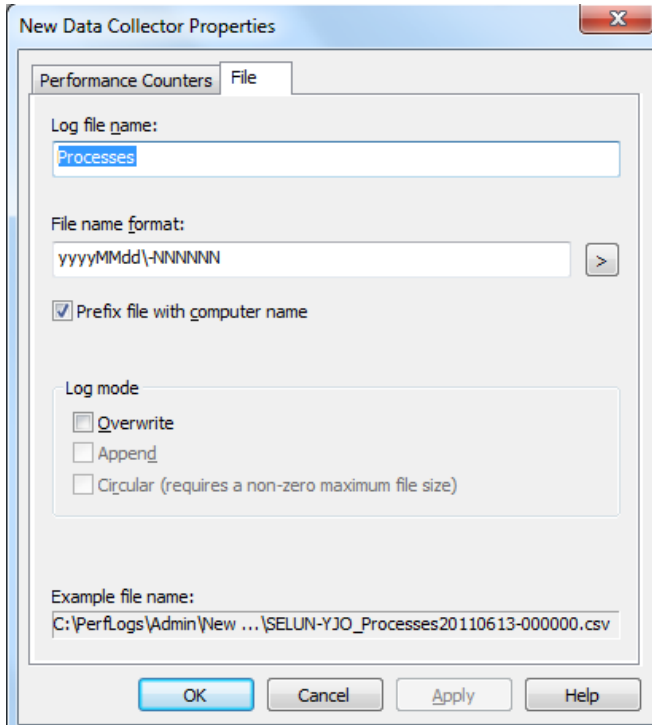 New Data Collector Properties
Performance Counters File
Log file name:
Processes
File name format:
yyyyMMdd\-NNNNNN
>
Prefix file with computer name
Log mode
Overwrite
Append
Circular (requires a non-zero maximum file size)
Example file name:
C:\PerfLogs\Admin\New ...\SELUN-YJO_Processes20110613-000000.csv
OK Cancel Apply Help